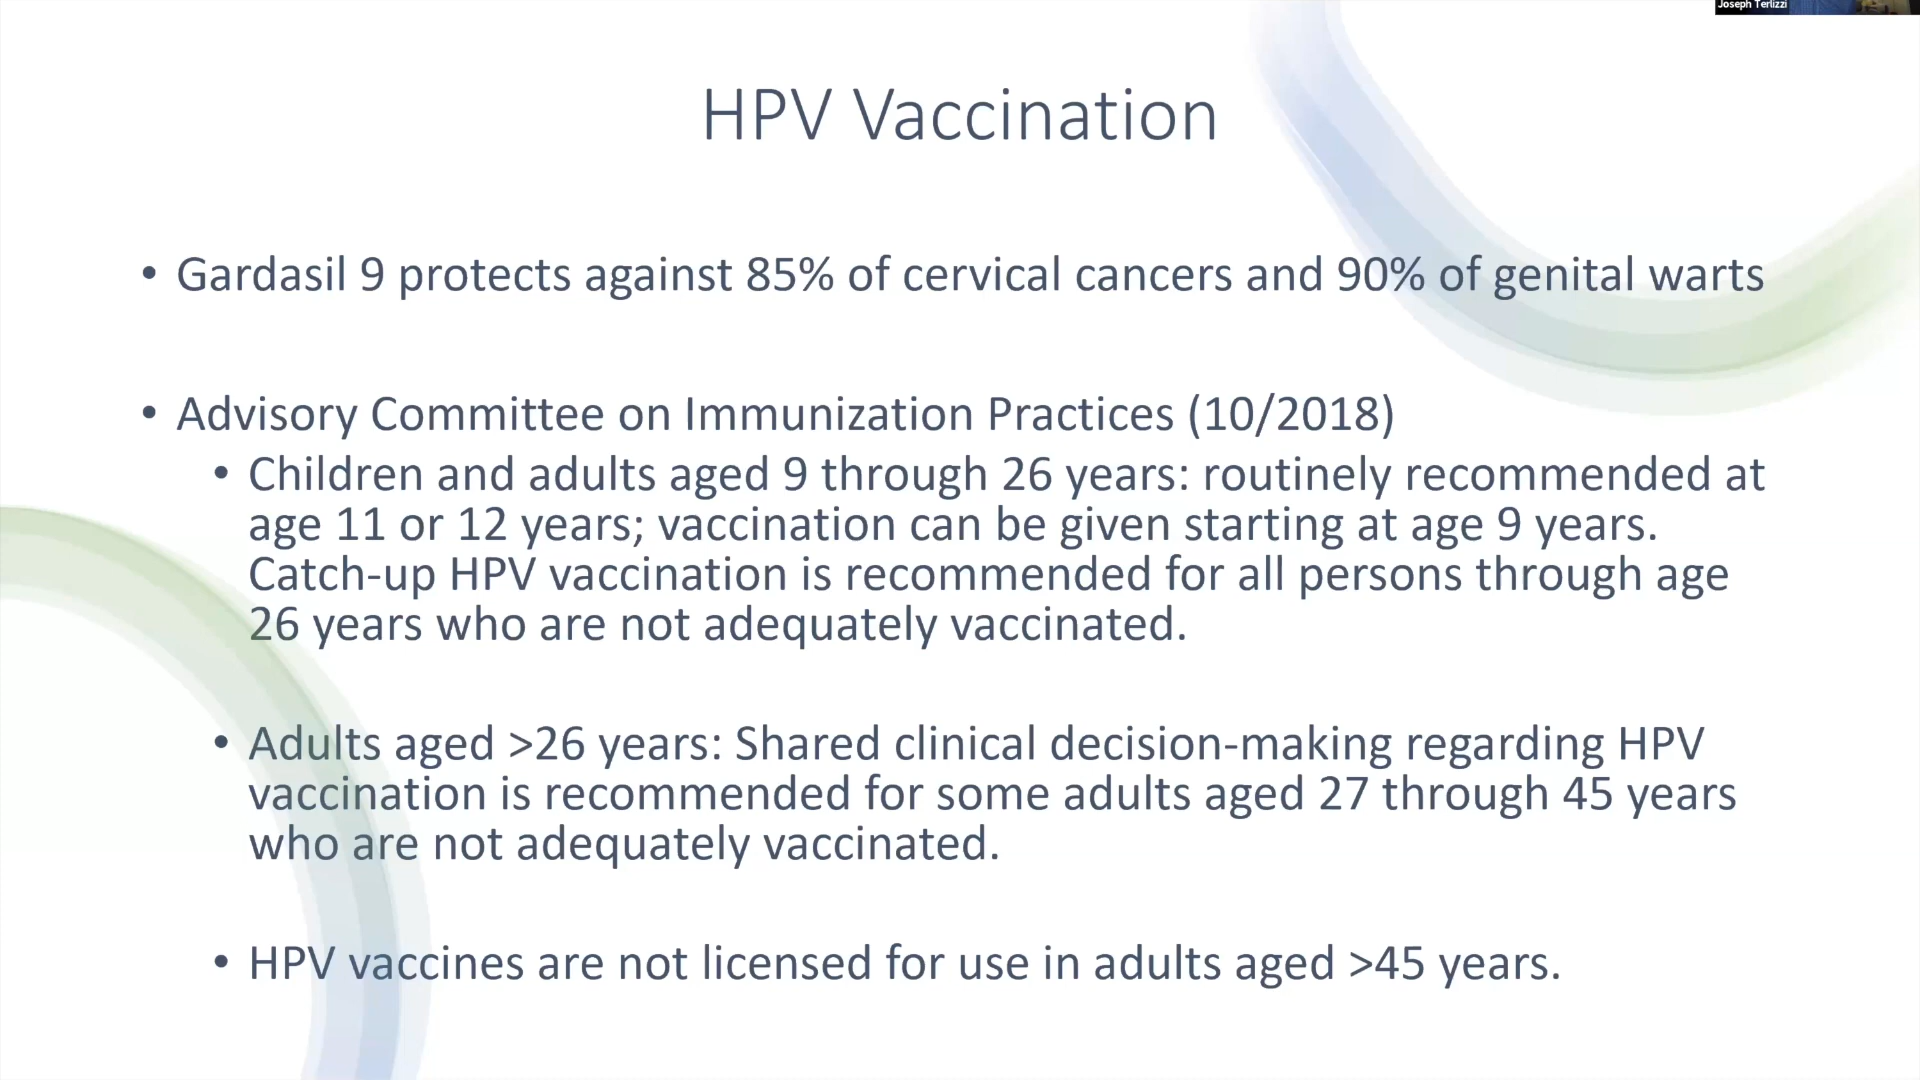 Joseph Terlizzi
HPV Vaccination
• Gardasil 9 protects against 85% of cervical cancers and 90% of genital warts
• Advisory Committee on Immunization Practices (10/2018)
• Children and adults aged 9 through 26 years: routinely recommended at
age 11 or 12 years; vaccination can be given starting at age 9 years.
Catch-up HPV vaccination is recommended for all persons through age
26 years who are not adequately vaccinated.
• Adults aged >26 years: Shared clinical decision-making regarding HPV
vaccination is recommended for some adults aged 27 through 45 years
who are not adequately vaccinated.
• HPV vaccines are not licensed for use in adults aged >45 years.